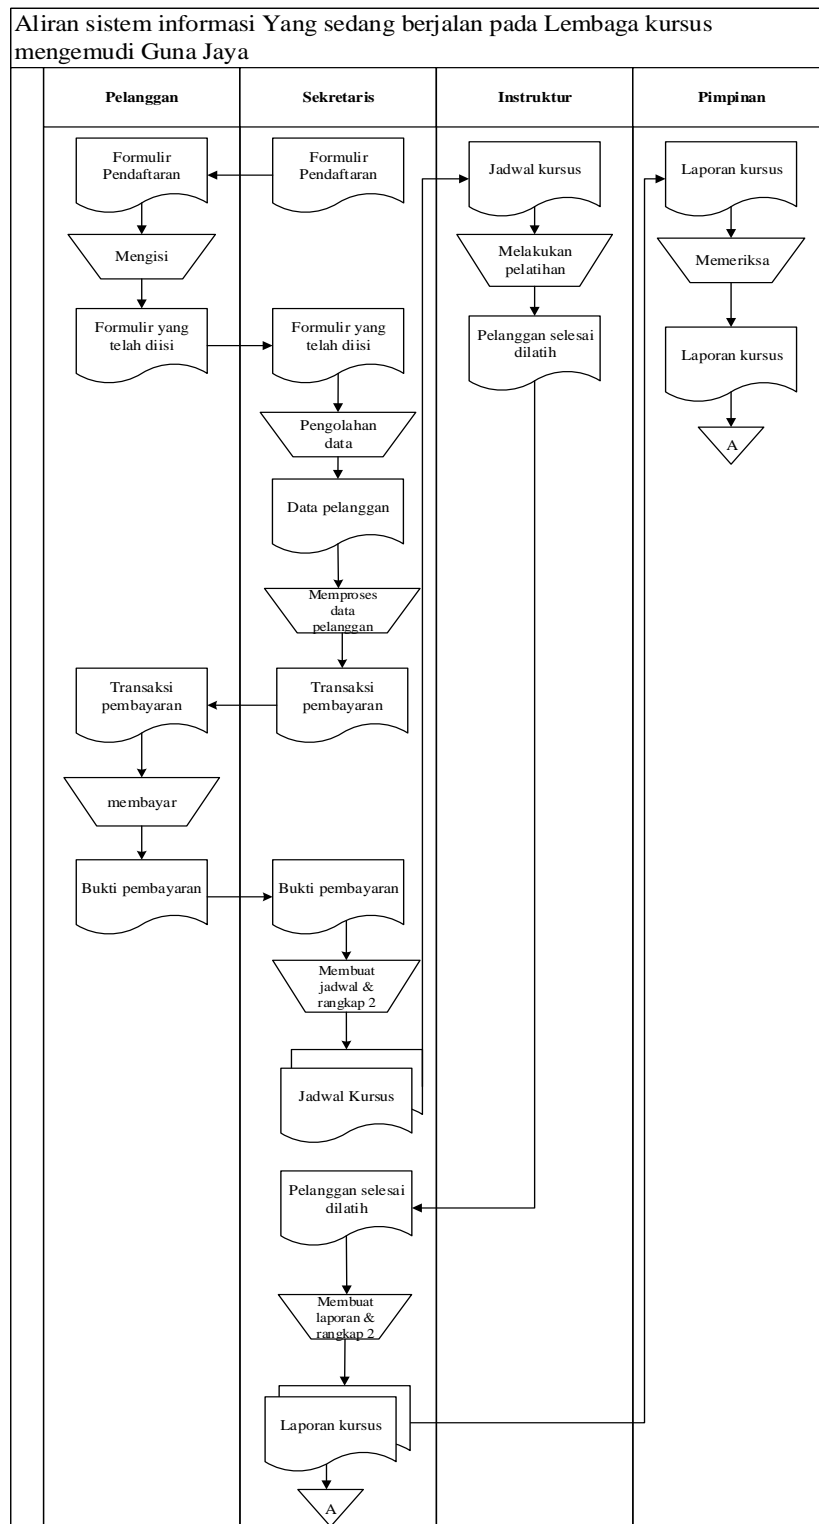 Aliran sistem informasi Yang sedang berjalan pada Lembaga kursus
mengemudi Guna Jaya
Pelanggan
Sekretaris
Instruktur
Pimpinan
Formulir
Pendaftaran
Formulir
Pendaftaran
Jadwal kursus
Laporan kursus
Mengisi
Melakukan
pelatihan
Memeriksa
Formulir yang
telah diisi
Formulir yang
telah diisi
Pelanggan selesai
dilatih
Laporan kursus
Pengolahan
data
A
Data pelanggan
Memproses
data
pelanggan
Transaksi
pembayaran
Transaksi
pembayaran
membayar
Bukti pembayaran
Bukti pembayaran
Membuat
jadwal &
rangkap 2
Jadwal Kursus
Pelanggan selesai
dilatih
Membuat
laporan &
rangkap 2
Laporan kursus
A